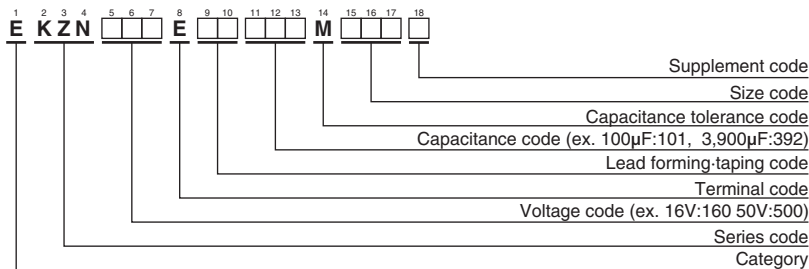 1 2 3 4 5 6 7 8 9 10 11 12 13 14 15 16 17 18
E KZN E M
Supplement code
Size code
Capacitance tolerance code
Capacitance code (ex. 100μF:101, 3,900μF:392)
Lead forming·taping code
Terminal code
Voltage code (ex. 16V:160 50V:500)
Series code
Category